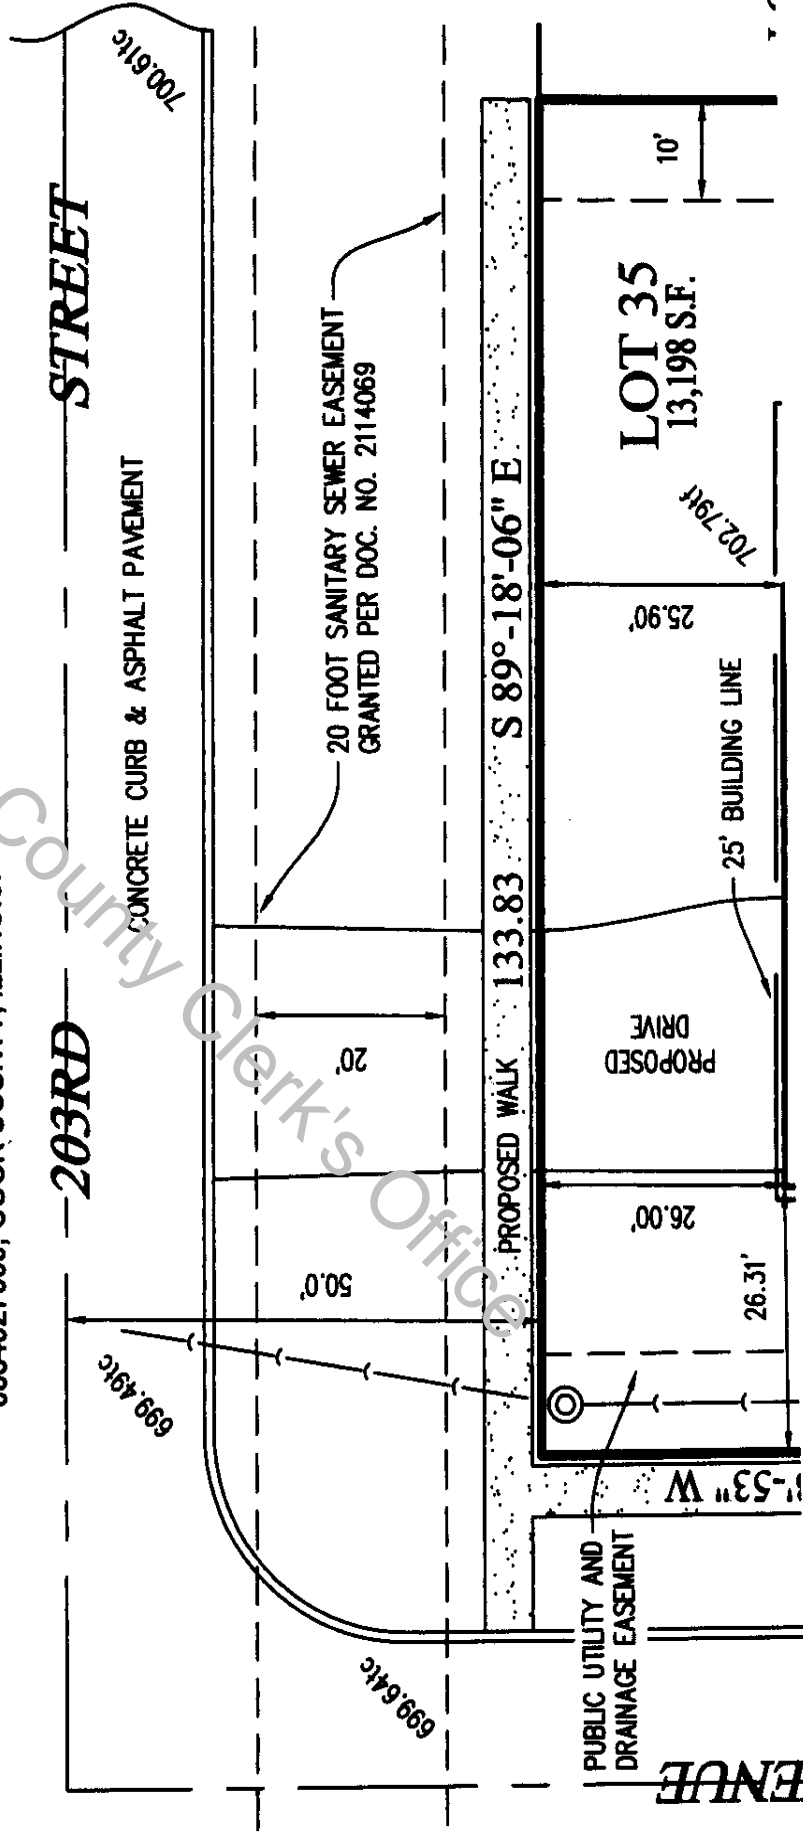 203RD STREET
700.61tc
CONCRETE CURB & ASPHALT PAVEMENT
20 FOOT SANITARY SEWER EASEMENT
GRANTED PER DOC. NO. 2114069
20'
50.0'
699.49tc
699.64tc
PROPOSED WALK 133.83 S 89°-18'-06" E
10'
LOT 35
13,198 S.F.
702.79tf
25.90'
25' BUILDING LINE
PROPOSED
DRIVE
26.00'
26.31'
-53" W
PUBLIC UTILITY AND
DRAINAGE EASEMENT
ENUE
County Clerk's Office